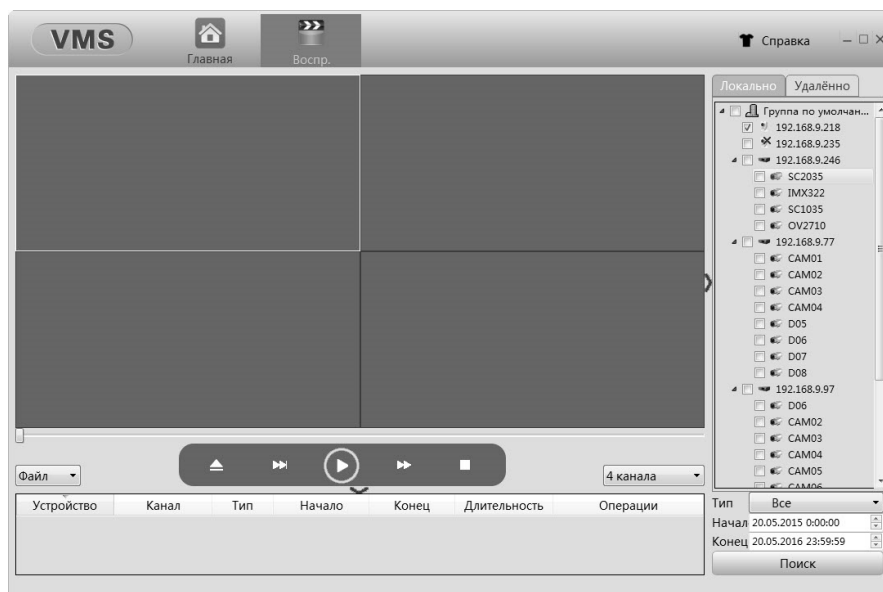 VMS
Главная
Воспр.
Справка
Локально Удалённо
Группа по умолчан...
192.168.9.218
192.168.9.235
192.168.9.246
SC2035
IMX322
SC1035
OV2710
192.168.9.77
CAM01
CAM02
CAM03
CAM04
D05
D06
D07
D08
192.168.9.97
D06
CAM02
CAM03
CAM04
CAM05
CAM06
Файл
4 канала
Устройство Канал Тип Начало Конец Длительность Операции
Тип Все
Начал 20.05.2015 0:00:00
Конец 20.05.2016 23:59:59
Поиск